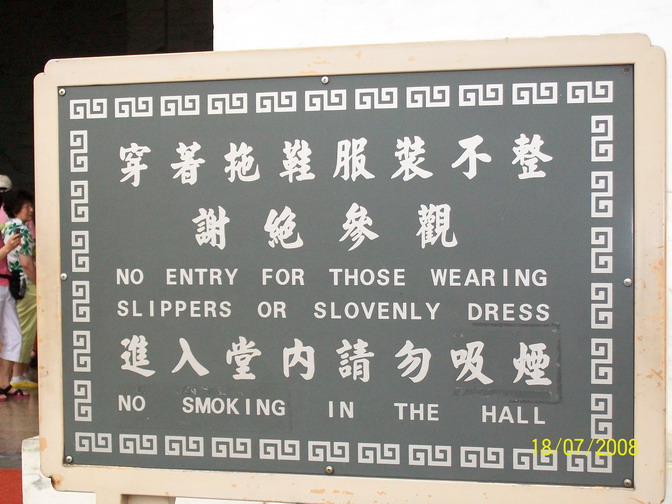 穿著拖鞋服裝不整
謝絶參觀
NO ENTRY FOR THOSE WEARING
SLIPPERS OR SLOVENLY DRESS
進入堂內請勿吸煙
NO SMOKING IN THE HALL
18/07/2008